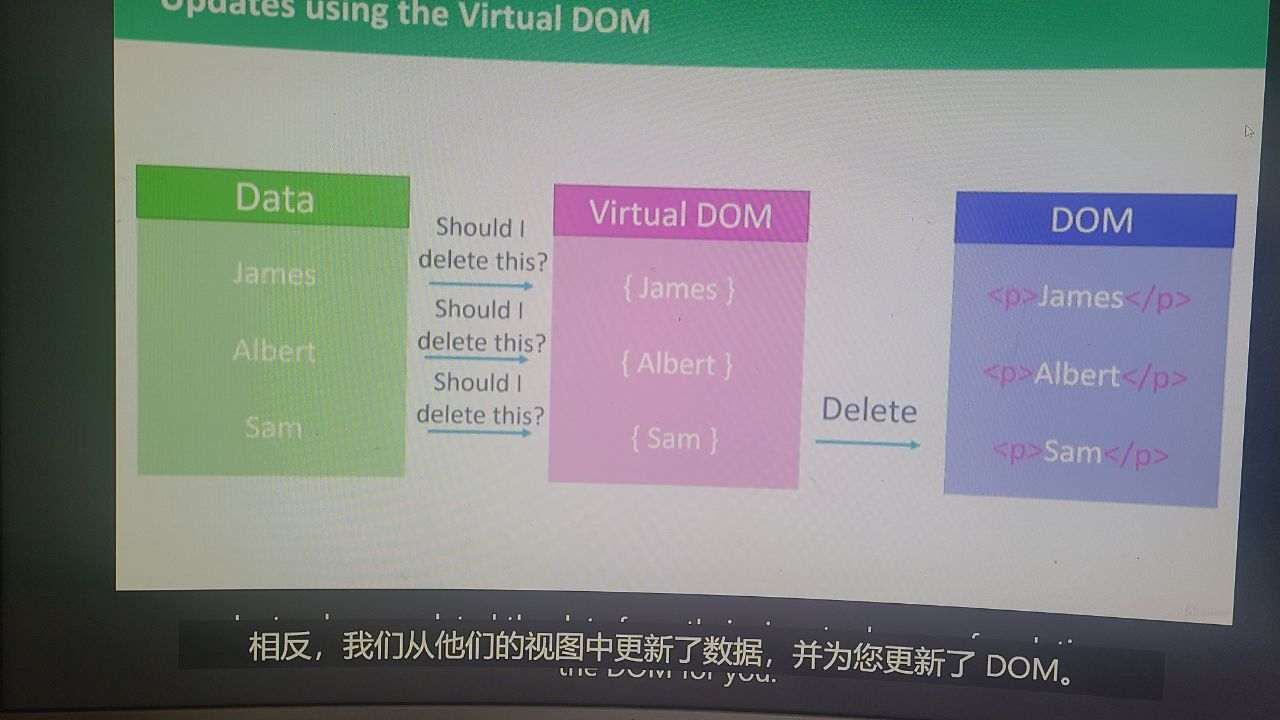 Updates using the Virtual DOM
Data
James
Albert
Sam
Should I
delete this?
Should I
delete this?
Should I
delete this?
Virtual DOM
{ James }
{ Albert }
{ Sam }
Delete
DOM
<p>James</p>
<p>Albert</p>
<p>Sam</p>
相反，我们从他们的视图中更新了数据，并为您更新了 DOM。
the DOM for you.